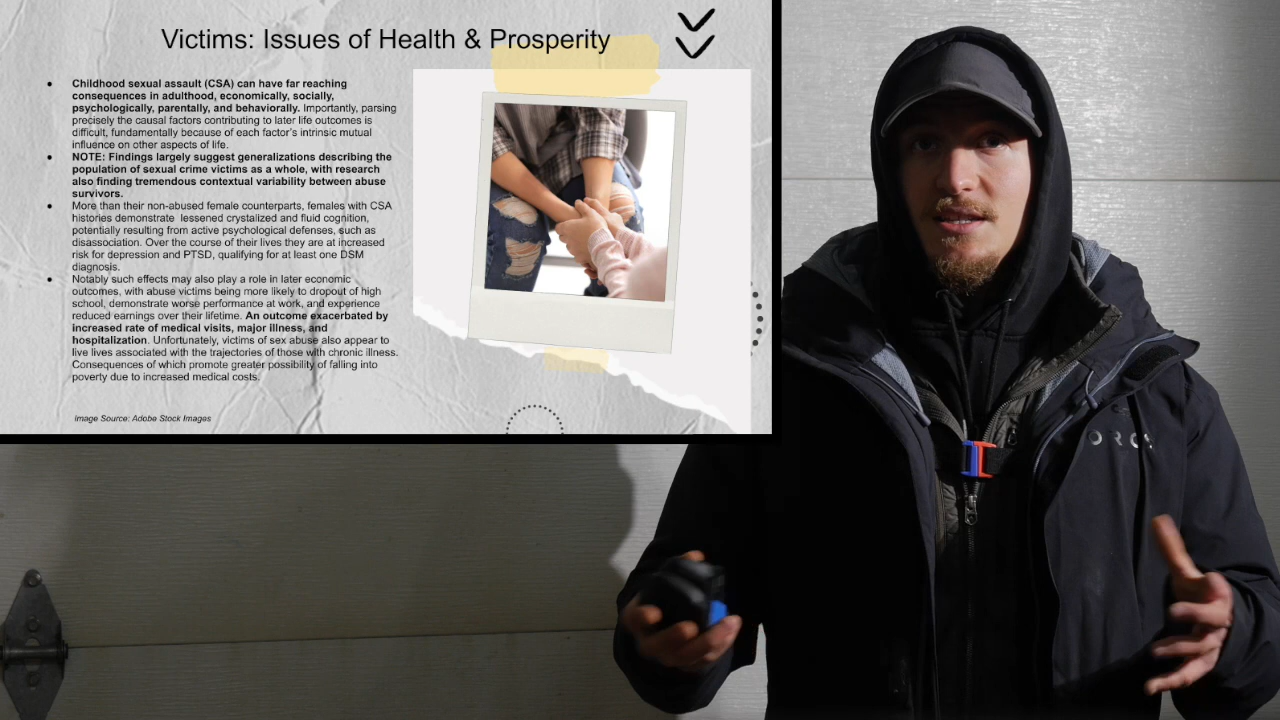 Victims: Issues of Health & Prosperity
Childhood sexual assault (CSA) can have far reaching
consequences in adulthood, economically, socially,
psychologically, parentally, and behaviorally. Importantly, parsing
precisely the causal factors contributing to later life outcomes is
difficult, fundamentally because of each factor's intrinsic mutual
influence on other aspects of life.
NOTE: Findings largely suggest generalizations describing the
population of sexual crime victims as a whole, with research
also finding tremendous contextual variability between abuse
survivors.
More than their non-abused female counterparts, females with CSA
histories demonstrate lessened crystalized and fluid cognition,
potentially resulting from active psychological defenses, such as
disassociation. Over the course of their lives they are at increased
risk for depression and PTSD, qualifying for at least one DSM
diagnosis.
Notably such effects may also play a role in later economic
outcomes, with abuse victims being more likely to dropout of high
school, demonstrate worse performance at work, and experience
reduced earnings over their lifetime. An outcome exacerbated by
increased rate of medical visits, major illness, and
hospitalization. Unfortunately, victims of sex abuse also appear to
live lives associated with the trajectories of those with chronic illness.
Consequences of which promote greater possibility of falling into
poverty due to increased medical costs.
Image Source: Adobe Stock Images